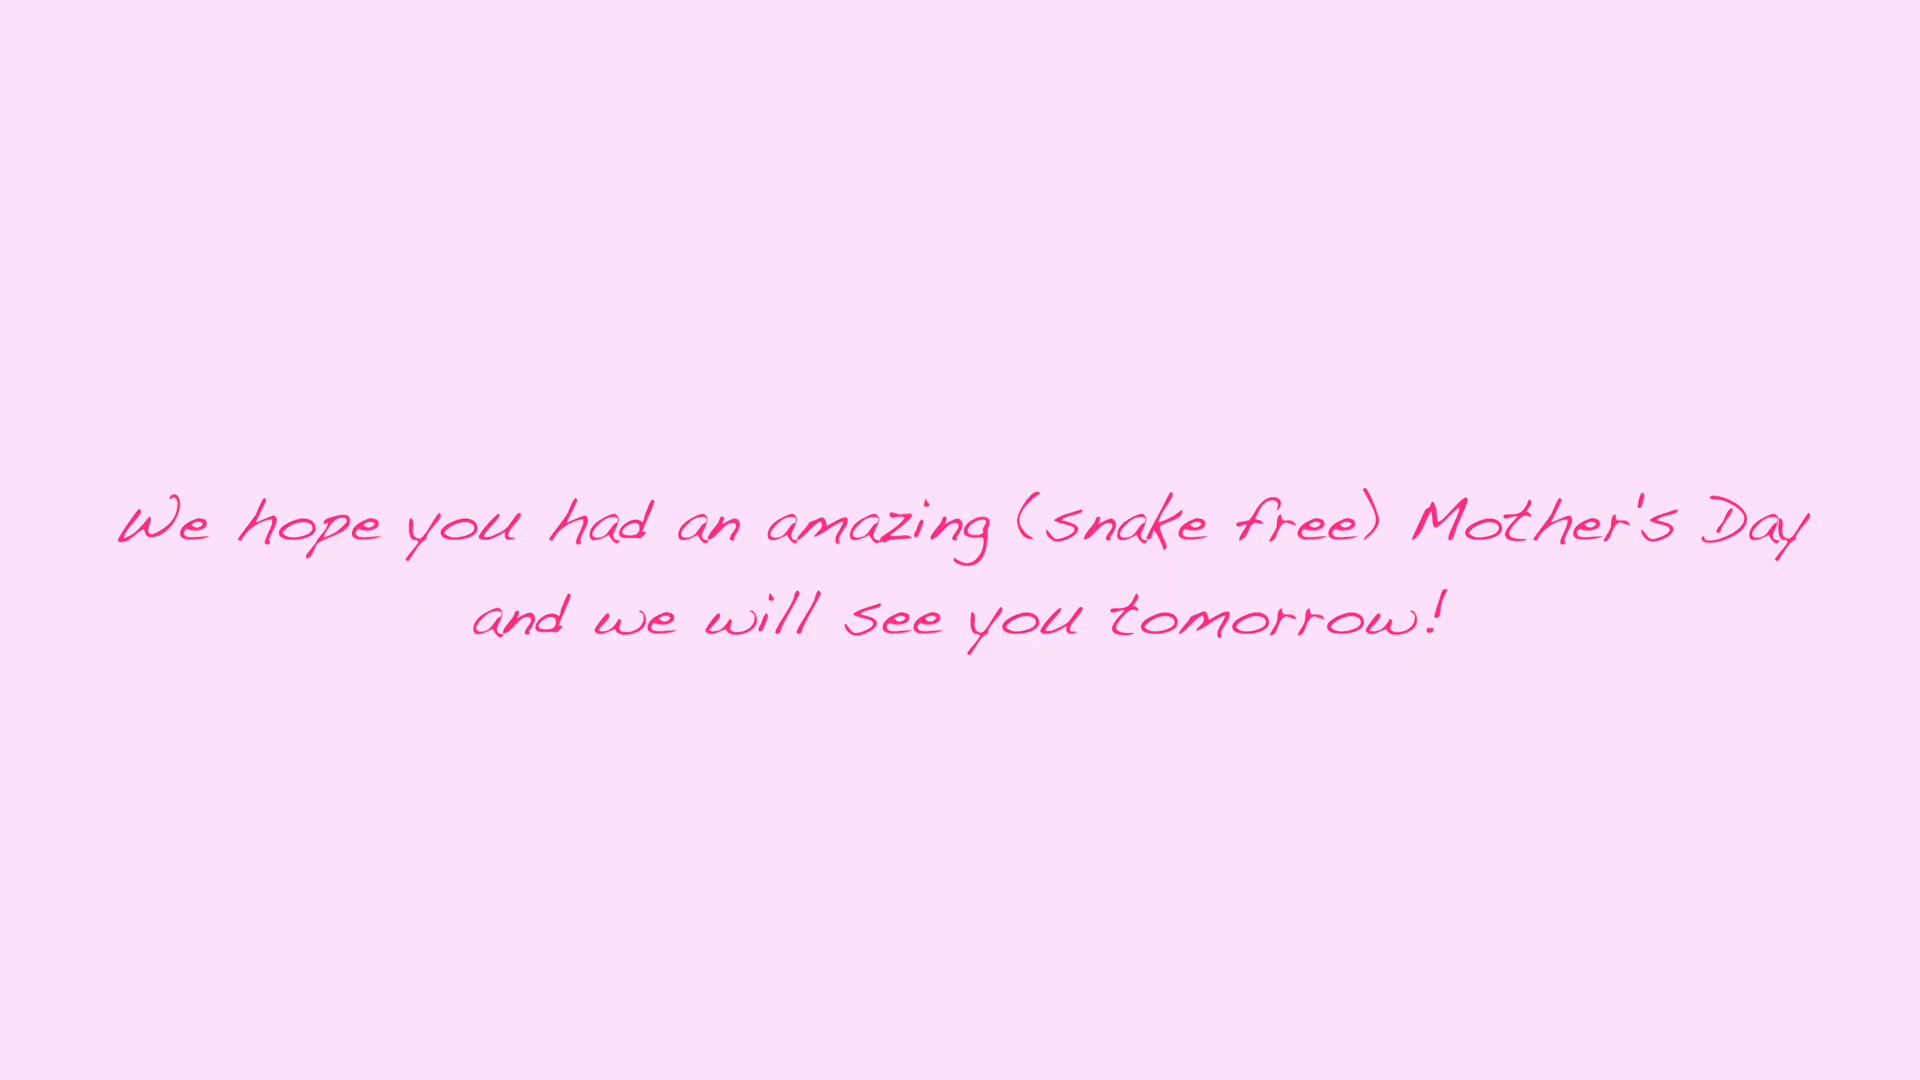 We hope you had an amazing (snake free) Mother's Day
and we will see you tomorrow!